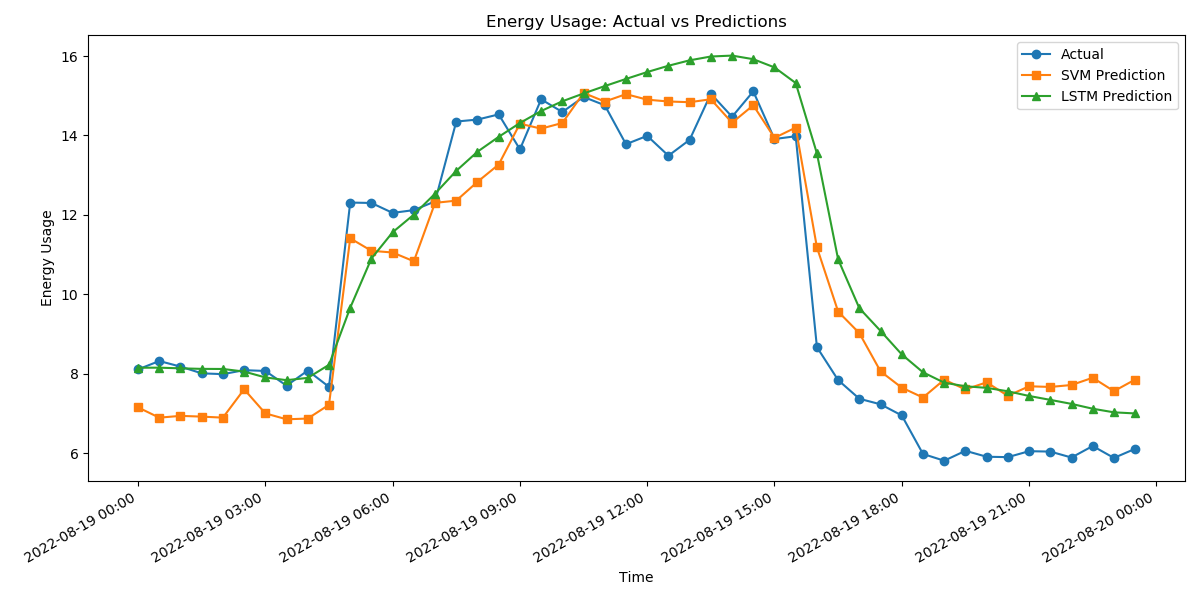 Energy Usage: Actual vs Predictions
Actual
SVM Prediction
LSTM Prediction
Energy Usage
16
14
12
10
8
6
2022-08-19 00:00
2022-08-19 03:00
2022-08-19 06:00
2022-08-19 09:00
2022-08-19 12:00
2022-08-19 15:00
2022-08-19 18:00
2022-08-19 21:00
2022-08-20 00:00
Time